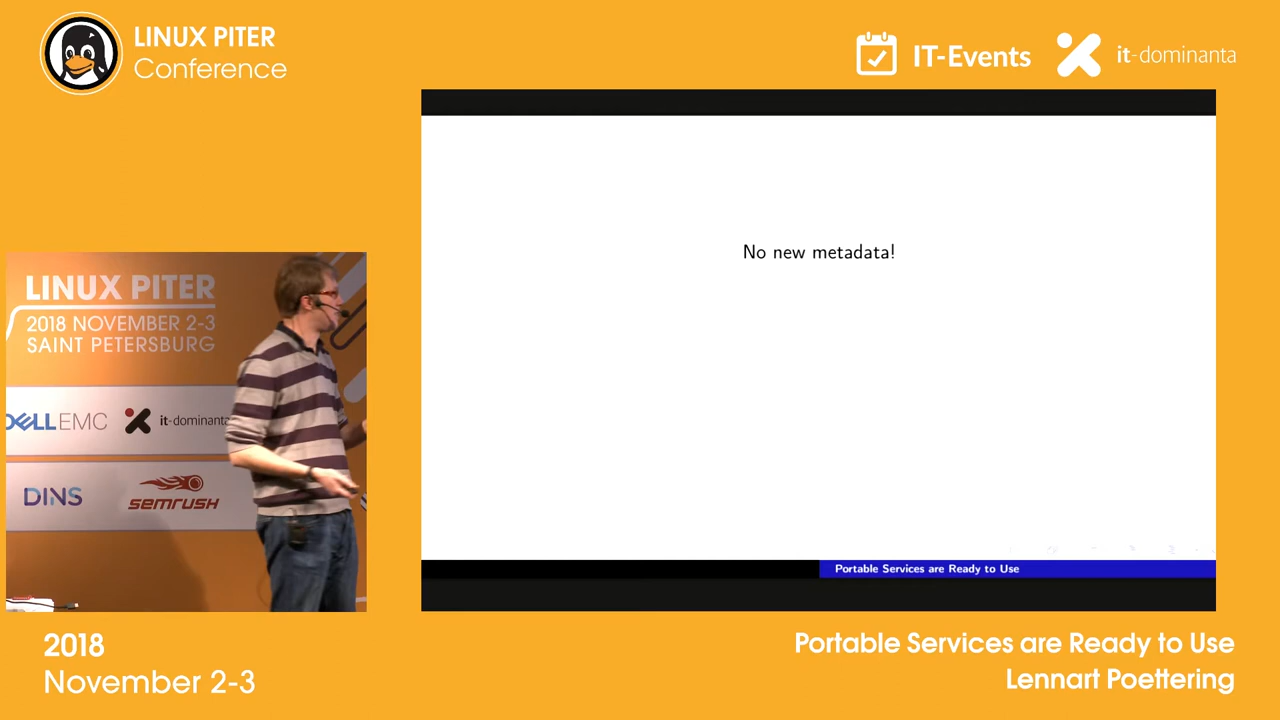 LINUX PITER
Conference
IT-Events
it-dominanta
No new metadata!
LINUX PITER
2018 NOVEMBER 2-3
SAINT PETERSBURG
DELL EMC
it-dominanta
DINS
SEMRUSH
Portable Services are Ready to Use
2018
November 2-3
Portable Services are Ready to Use
Lennart Poettering